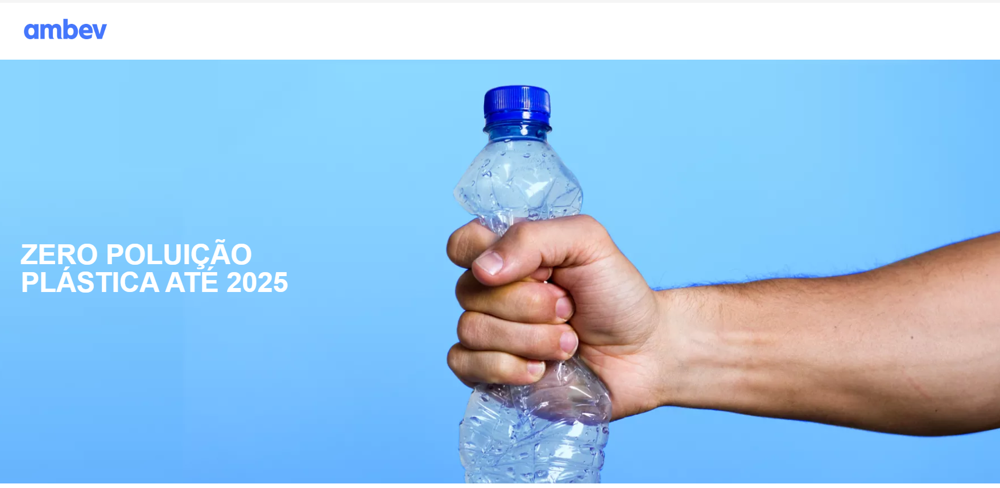 ambev
ZERO POLUIÇÃO
PLÁSTICA ATÉ 2025